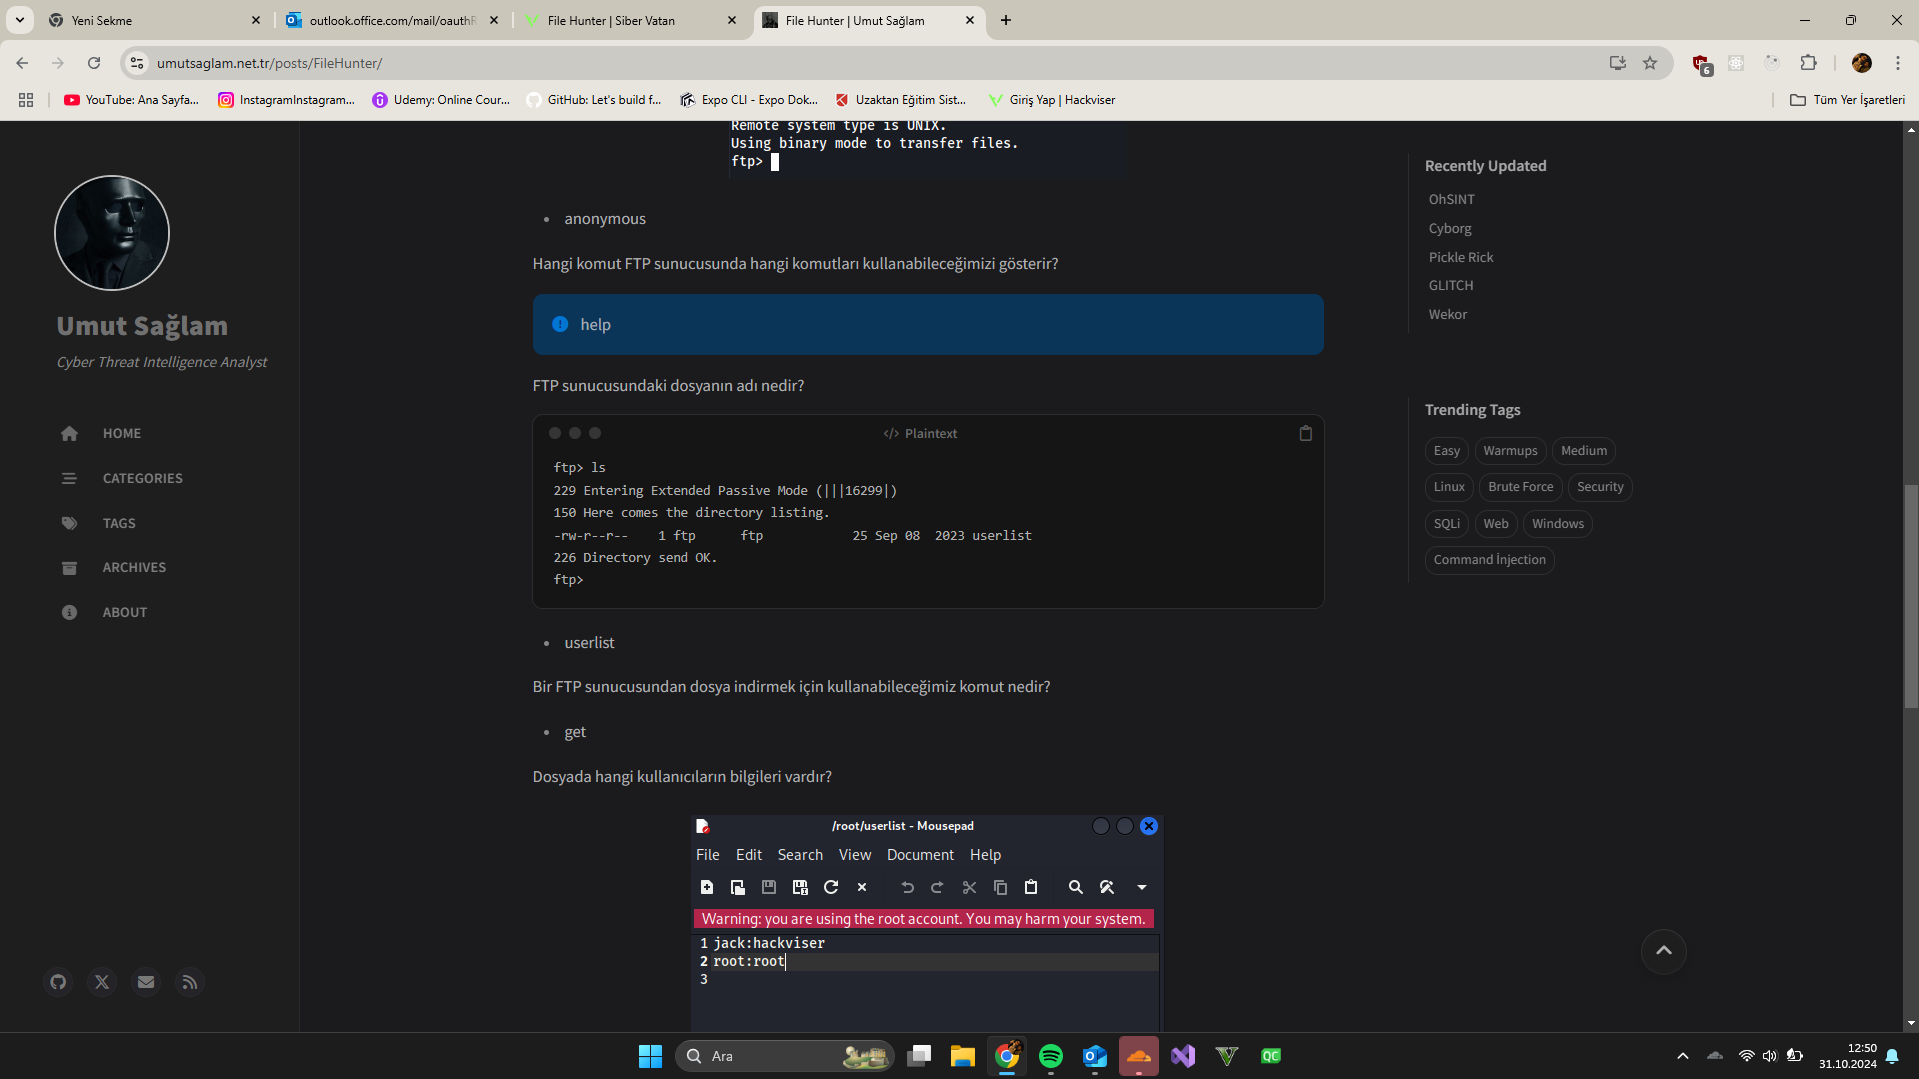 Yeni Sekme
outlook.office.com/mail/oauthR
File Hunter | Siber Vatan
File Hunter | Umut Sağlam
umutsaglam.net.tr/posts/FileHunter/
6
YouTube: Ana Sayfa...
InstagramInstagram...
Udemy: Online Cour...
GitHub: Let's build f...
Expo CLI - Expo Dok...
Uzaktan Eğitim Sist...
Giriş Yap | Hackviser
Tüm Yer İşaretleri
Umut Sağlam
Cyber Threat Intelligence Analyst
HOME
CATEGORIES
TAGS
ARCHIVES
ABOUT
Remote system type is UNIX.
Using binary mode to transfer files.
ftp>
anonymous
Hangi komut FTP sunucusunda hangi komutları kullanabileceğimizi gösterir?
help
FTP sunucusundaki dosyanın adı nedir?
</> Plaintext
ftp> ls
229 Entering Extended Passive Mode (|||16299|)
150 Here comes the directory listing.
-rw-r--r--    1 ftp      ftp            25 Sep 08  2023 userlist
226 Directory send OK.
ftp>
userlist
Bir FTP sunucusundan dosya indirmek için kullanabileceğimiz komut nedir?
get
Dosyada hangi kullanıcıların bilgileri vardır?
/root/userlist - Mousepad
File Edit Search View Document Help
Warning: you are using the root account. You may harm your system.
1 jack:hackviser
2 root:root
3
Recently Updated
OhSINT
Cyborg
Pickle Rick
GLITCH
Wekor
Trending Tags
Easy
Warmups
Medium
Linux
Brute Force
Security
SQLi
Web
Windows
Command İnjection
Ara
QC
12:50
31.10.2024